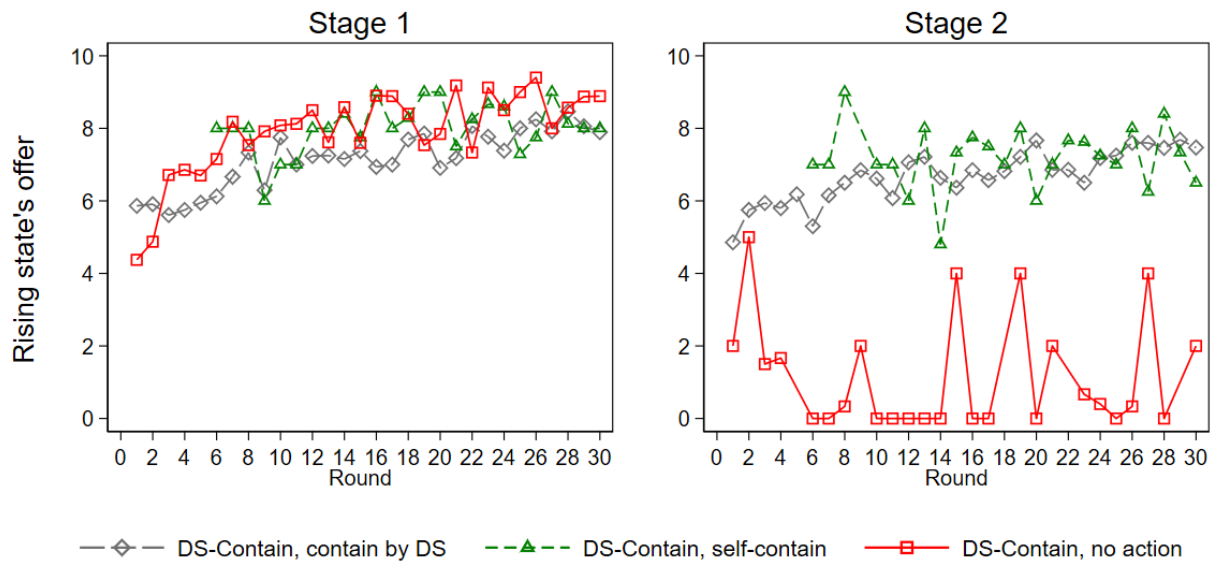 Stage 1
Stage 2
Rising state's offer
10
8
6
4
2
0
0 2 4 6 8 10 12 14 16 18 20 22 24 26 28 30
Round
10
8
6
4
2
0
0 2 4 6 8 10 12 14 16 18 20 22 24 26 28 30
Round
DS-Contain, contain by DS DS-Contain, self-contain DS-Contain, no action